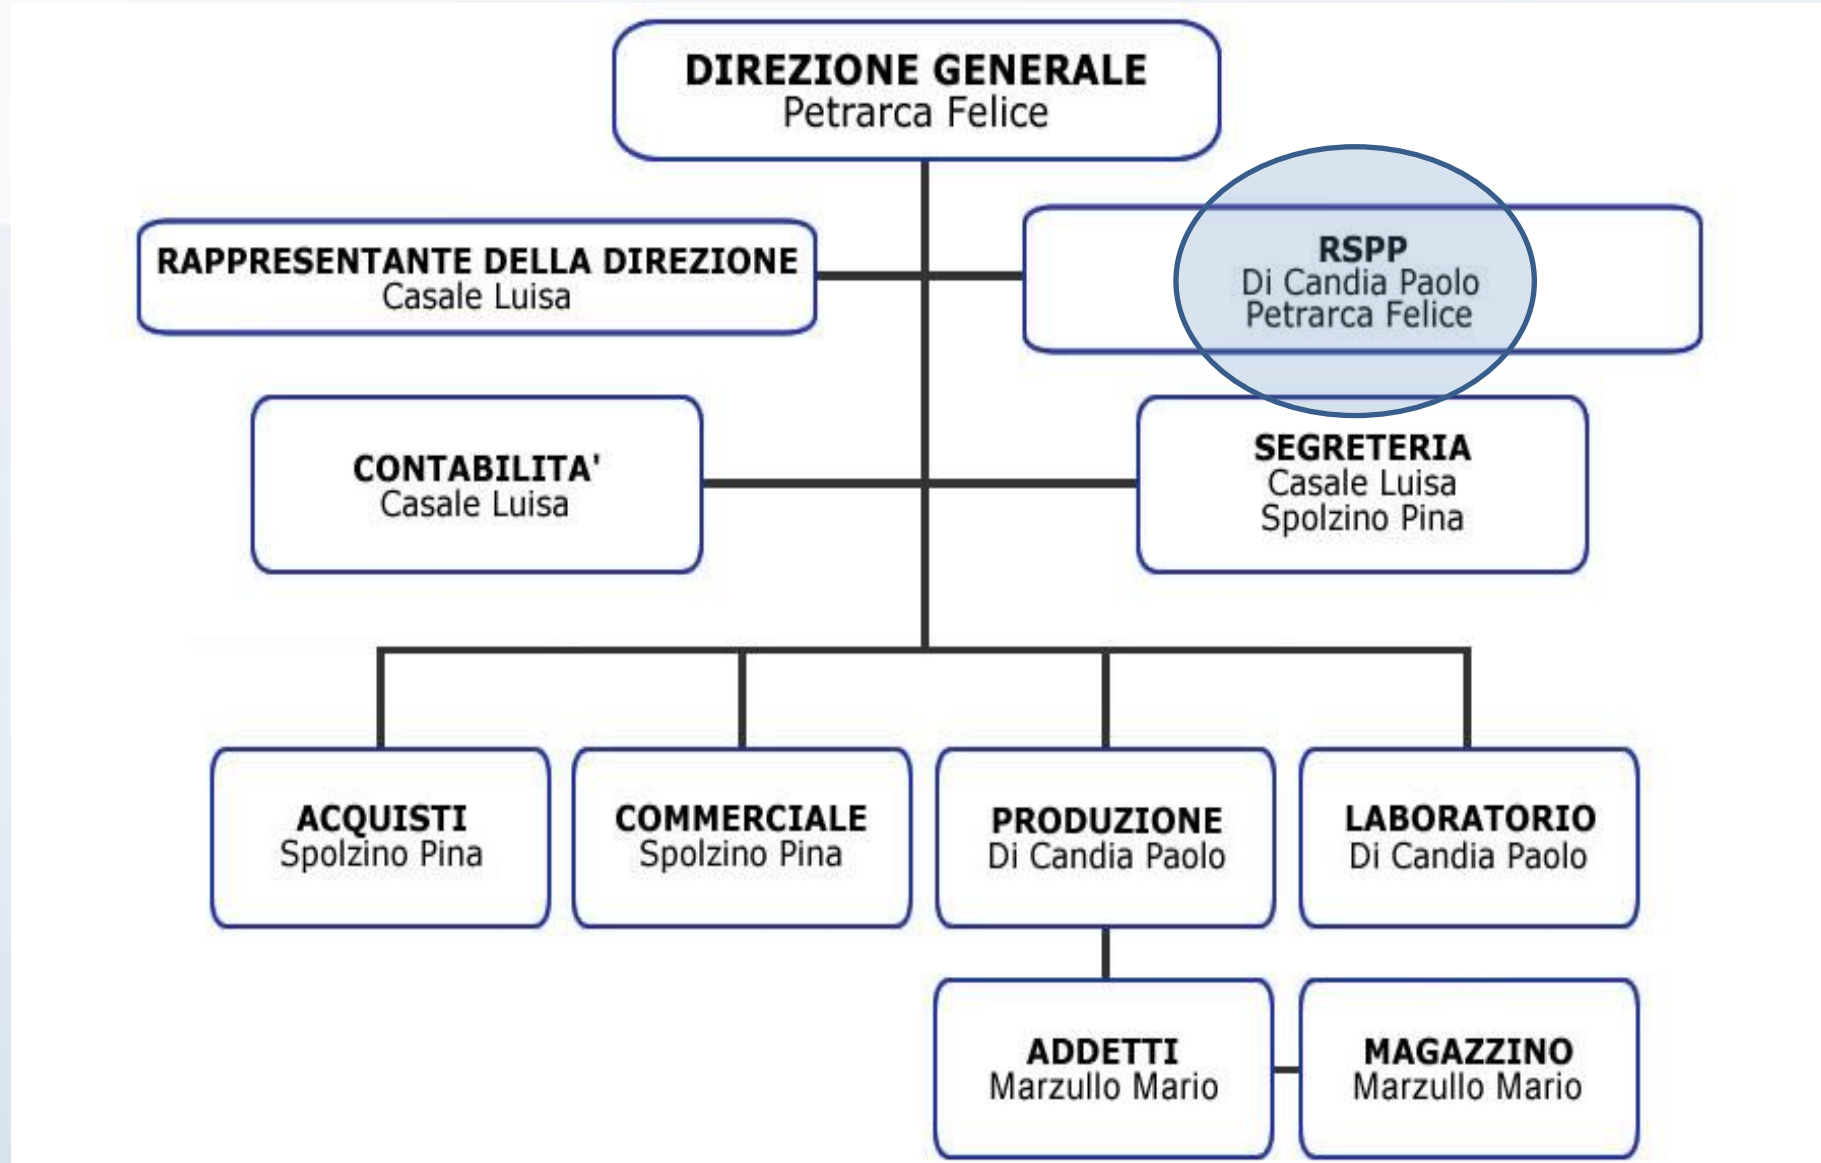 DIREZIONE GENERALE
Petrarca Felice
RAPPRESENTANTE DELLA DIREZIONE
Casale Luisa
RSPP
Di Candia Paolo
Petrarca Felice
CONTABILITA'
Casale Luisa
SEGRETERIA
Casale Luisa
Spolzino Pina
ACQUISTI
Spolzino Pina
COMMERCIALE
Spolzino Pina
PRODUZIONE
Di Candia Paolo
LABORATORIO
Di Candia Paolo
ADDETTI
Marzullo Mario
MAGAZZINO
Marzullo Mario